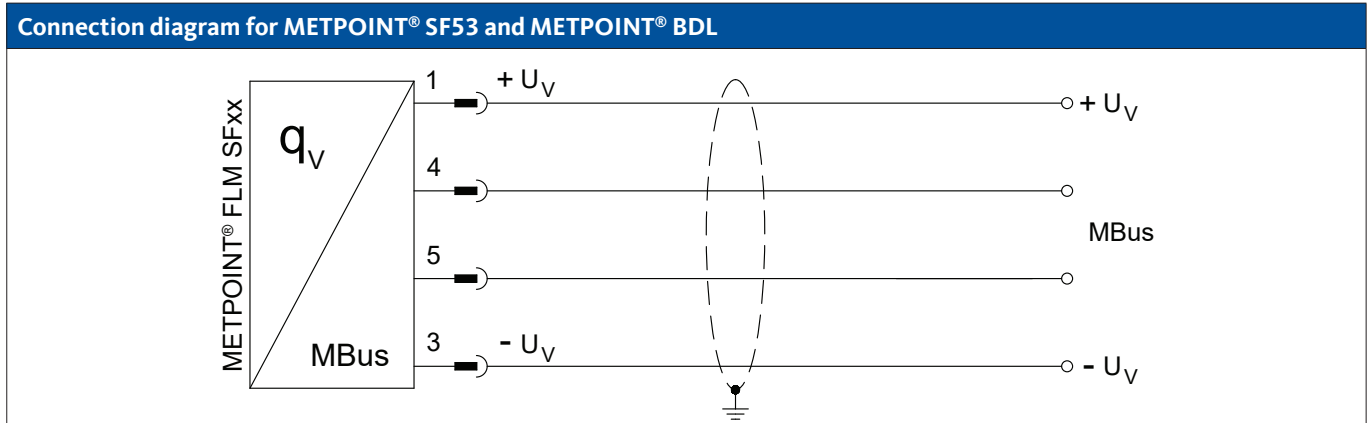 Connection diagram for METPOINT® SF53 and METPOINT® BDL
METPOINT® FLM SFxx
qV
MBus
1 + UV
+ UV
4
5
MBus
3 - UV
- UV